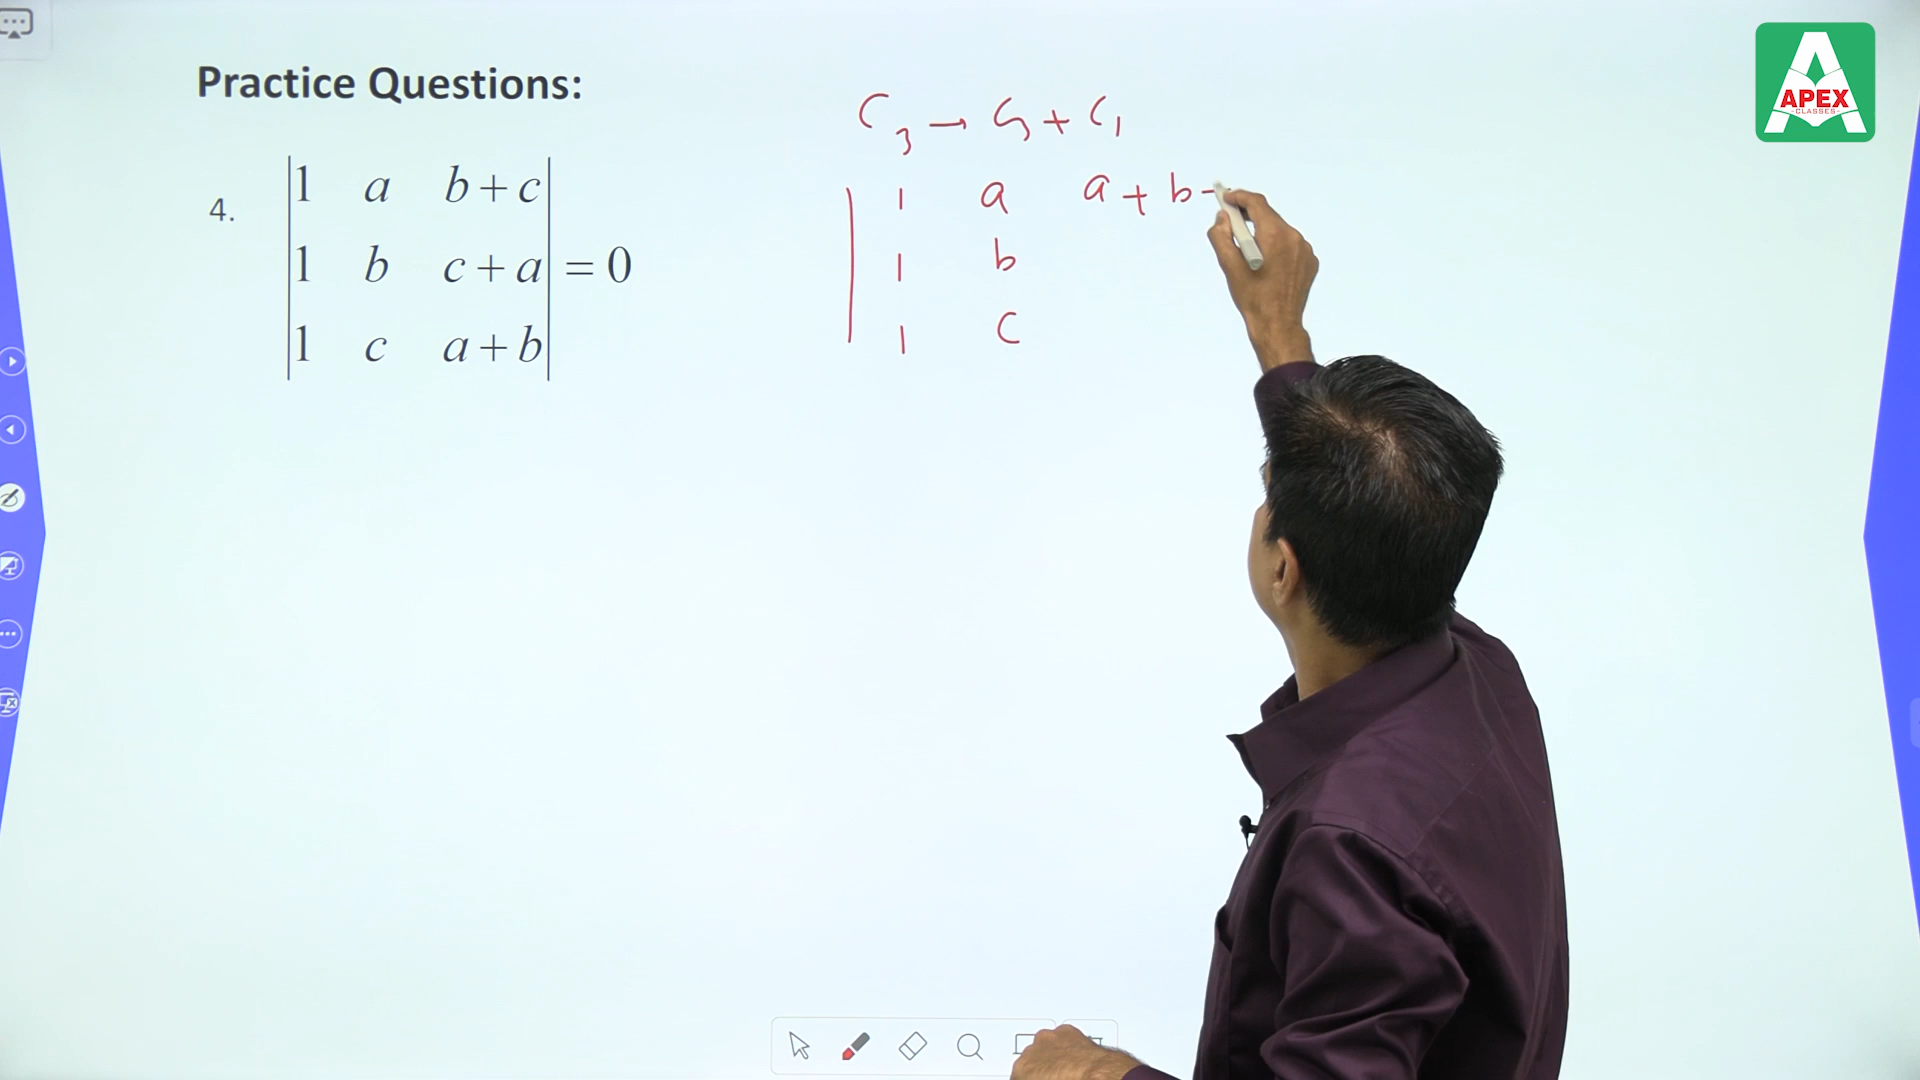 Practice Questions:
4.
1 a b + c
1 b c + a = 0
1 c a + b
C3 → C3 + C1
1 a a + b +
1 b
1 c
APEX
CLASSES